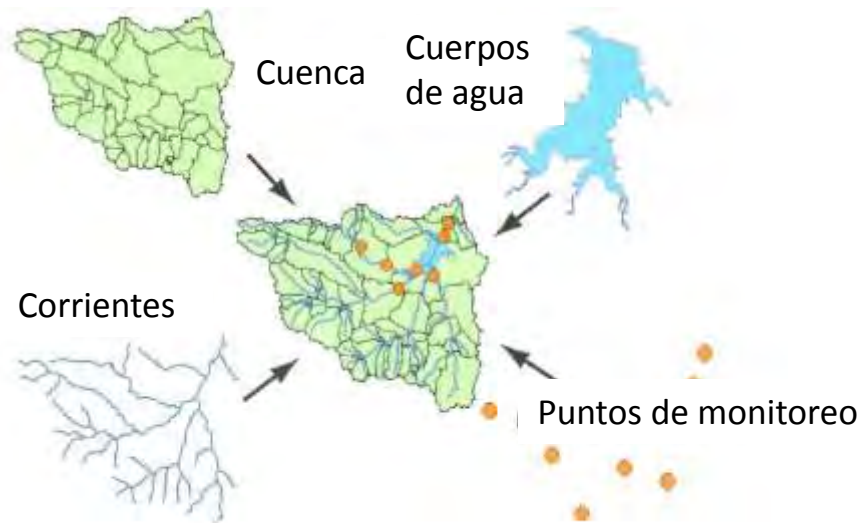 Cuenca
Cuerpos
de agua
Corrientes
Puntos de monitoreo